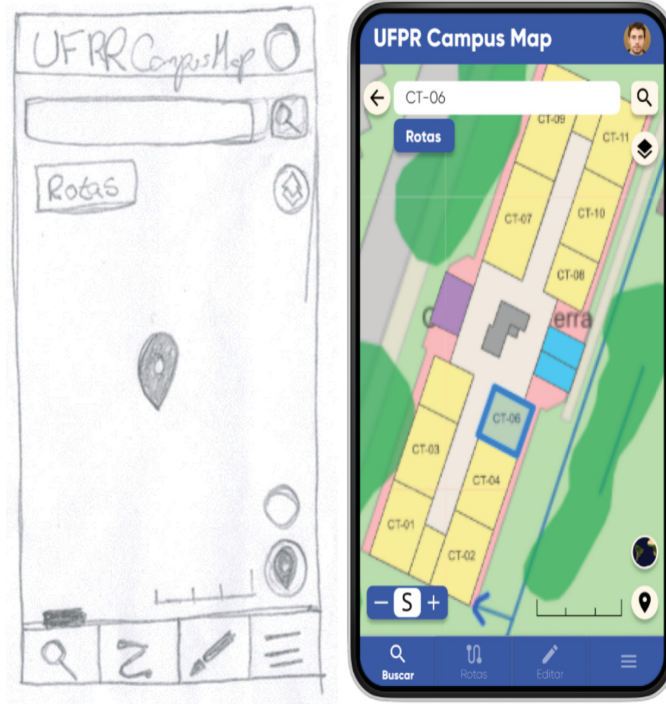 UFPR CampusMap
Rotas
UFPR Campus Map
CT-06
Rotas
CT-09
CT-11
CT-07
CT-10
CT-08
C
erra
CT-06
CT-03
CT-04
CT-01
CT-02
S
Buscar
Rotas
Editar